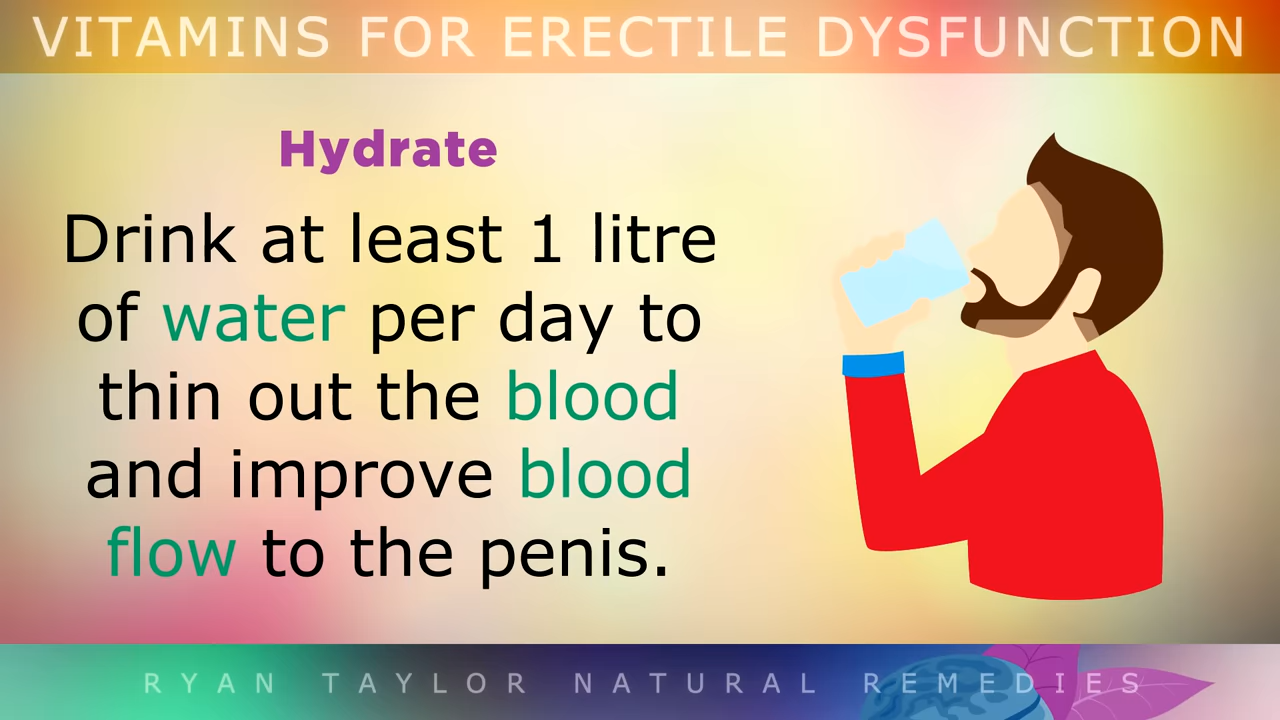 VITAMINS FOR ERECTILE DYSFUNCTION
Hydrate
Drink at least 1 litre
of water per day to
thin out the blood
and improve blood
flow to the penis.
RYAN TAYLOR NATURAL REMEDIES